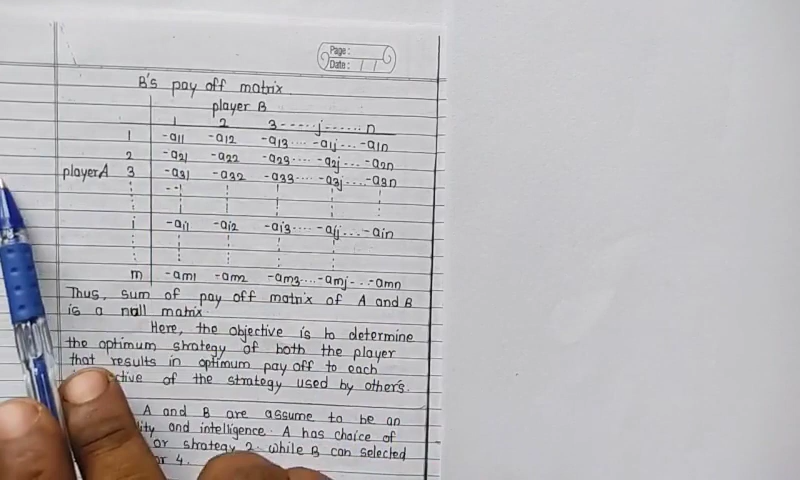 Page :
Date : / /
B's pay off matrix
player B
1 2 3 ------ j ------- n
1 -a11 -a12 -a13 .... -a1j ... -a1n
2 -a21 -a22 -a23 .... -a2j ... -a2n
player A 3 -a31 -a32 -a33 .... -a3j .... -a3n
i -ai1 -ai2 -ai3 .... -aij ... -ain
m -am1 -am2 -am3 .... -amj ... -amn
Thus, sum of pay off matrix of A and B
is a null matrix.
Here, the objective is to determine
the optimum strategy of both the player
that results in optimum pay off to each
of the strategy used by others.
A and B are assume to be an
and intelligence. A has choice of
or strategy 2. while B can selected
or 4.